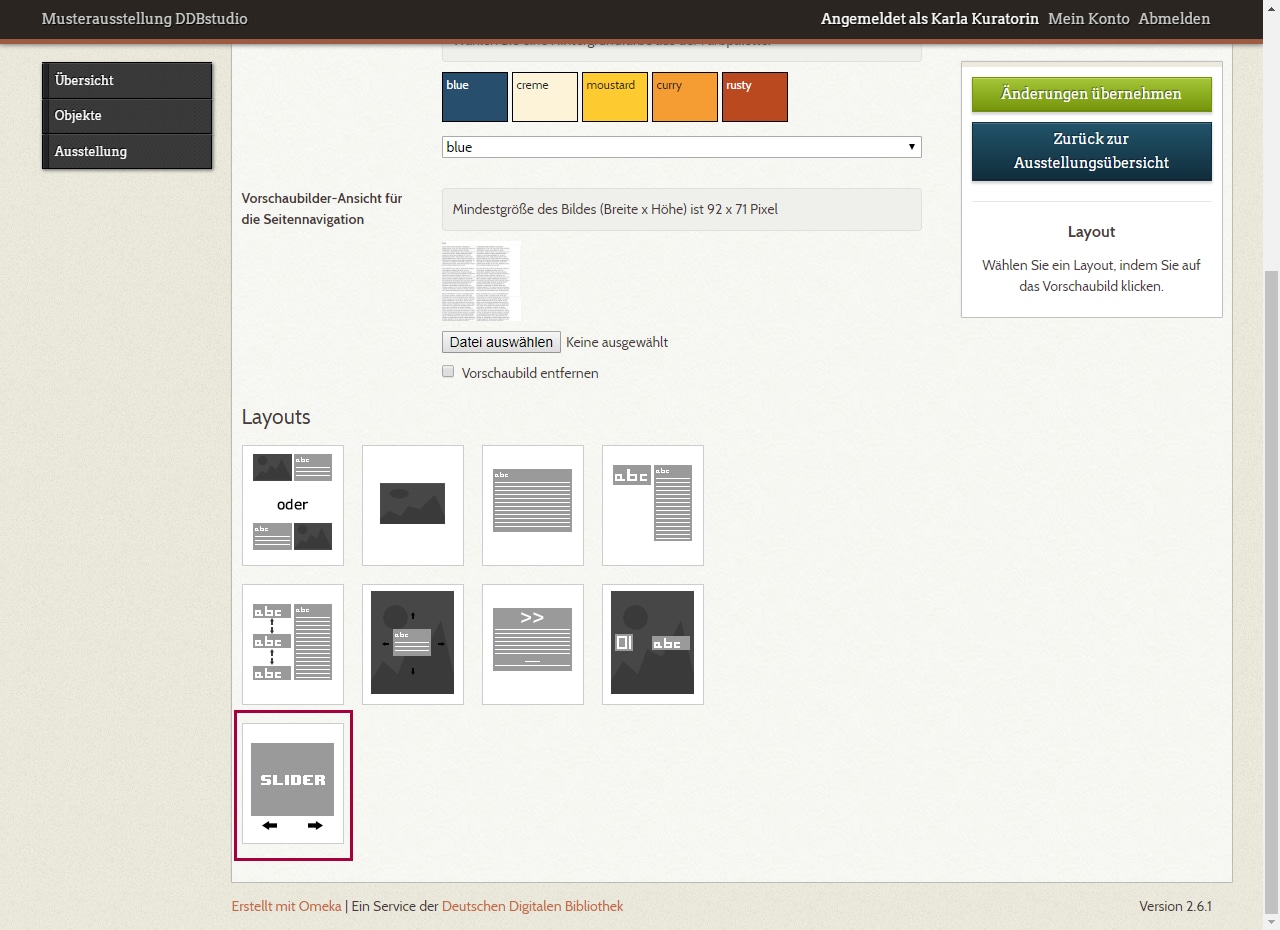 Musterausstellung DDBstudio
Angemeldet als Karla Kuratorin Mein Konto Abmelden
Übersicht
Objekte
Ausstellung
blue
creme
moustard
curry
rusty
blue
Vorschaubilder-Ansicht für
die Seitennavigation
Mindestgröße des Bildes (Breite x Höhe) ist 92 x 71 Pixel
Datei auswählen Keine ausgewählt
Vorschaubild entfernen
Änderungen übernehmen
Zurück zur
Ausstellungsübersicht
Layout
Wählen Sie ein Layout, indem Sie auf
das Vorschaubild klicken.
Layouts
abc
oder
abc
abc
abc
abc
abc
abc
abc
abc
abc
>>
01
abc
SLIDER
Erstellt mit Omeka | Ein Service der Deutschen Digitalen Bibliothek
Version 2.6.1